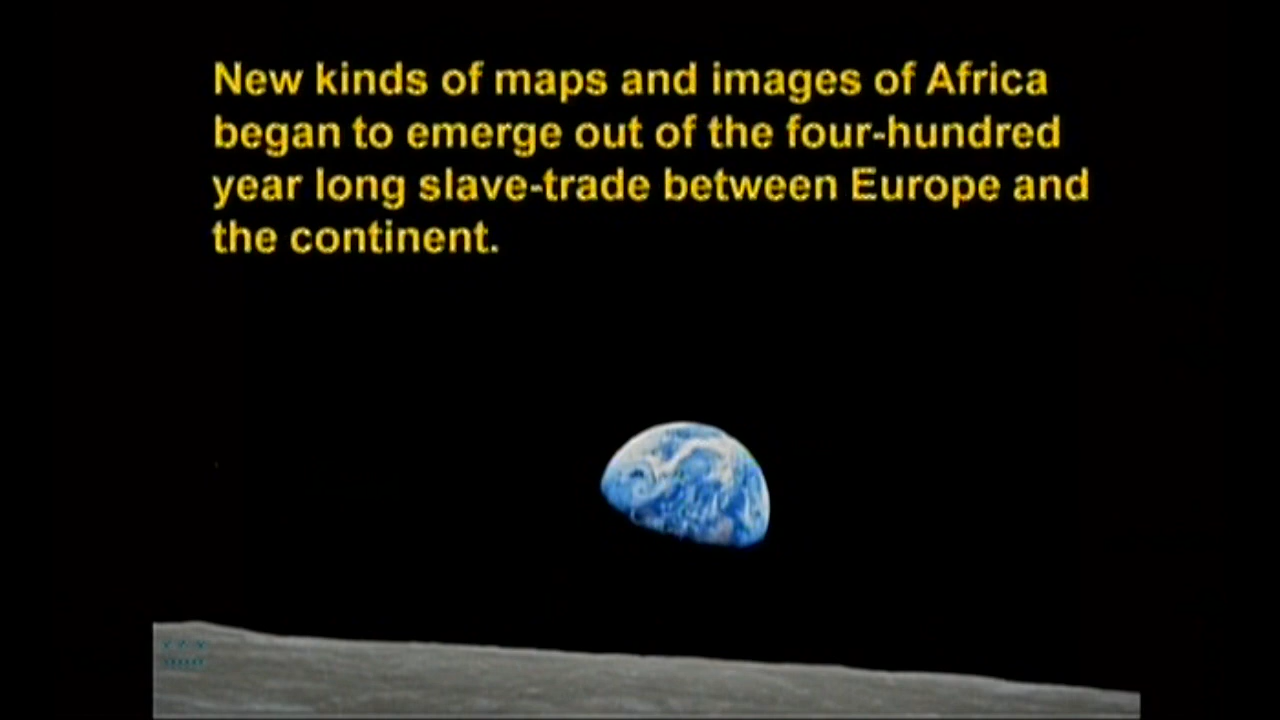 New kinds of maps and images of Africa
began to emerge out of the four-hundred
year long slave-trade between Europe and
the continent.